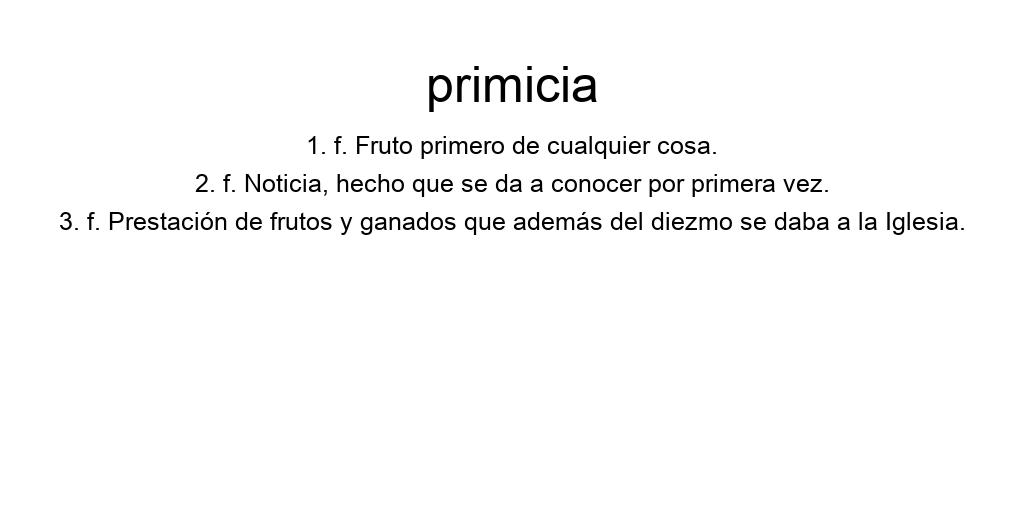 primicia
1. f. Fruto primero de cualquier cosa.
2. f. Noticia, hecho que se da a conocer por primera vez.
3. f. Prestación de frutos y ganados que además del diezmo se daba a la Iglesia.